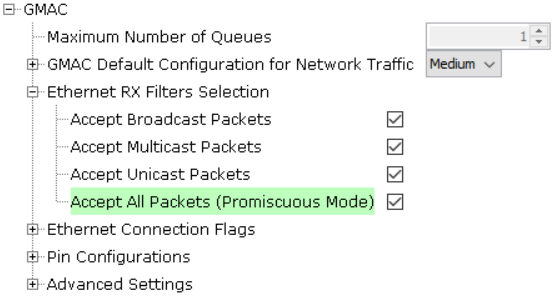 GMAC
Maximum Number of Queues 1
GMAC Default Configuration for Network Traffic Medium
Ethernet RX Filters Selection
Accept Broadcast Packets
Accept Multicast Packets
Accept Unicast Packets
Accept All Packets (Promiscuous Mode)
Ethernet Connection Flags
Pin Configurations
Advanced Settings